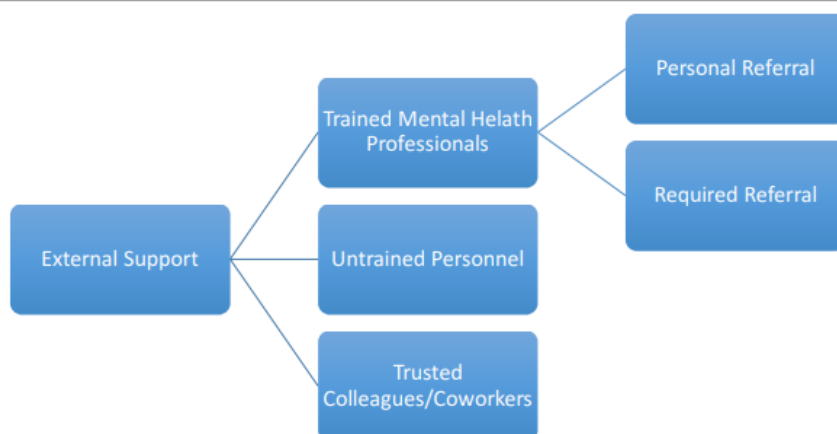 Personal Referral
Trained Mental Helath
Professionals
Required Referral
External Support
Untrained Personnel
Trusted
Colleagues/Coworkers